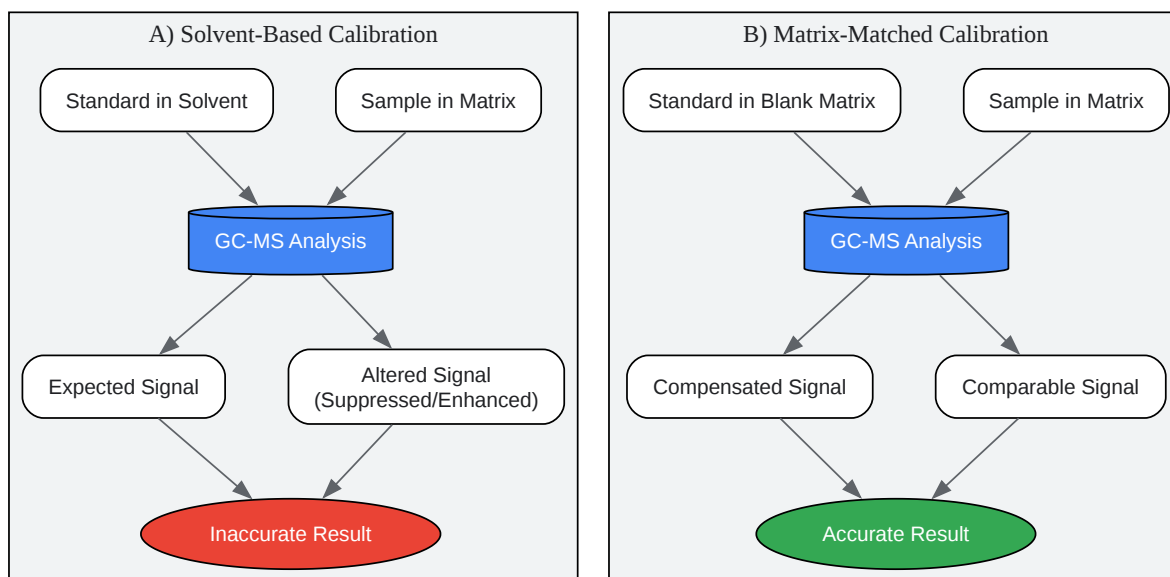 A) Solvent-Based Calibration
Standard in Solvent
Sample in Matrix
GC-MS Analysis
Expected Signal
Altered Signal
(Suppressed/Enhanced)
Inaccurate Result
B) Matrix-Matched Calibration
Standard in Blank Matrix
Sample in Matrix
GC-MS Analysis
Compensated Signal
Comparable Signal
Accurate Result